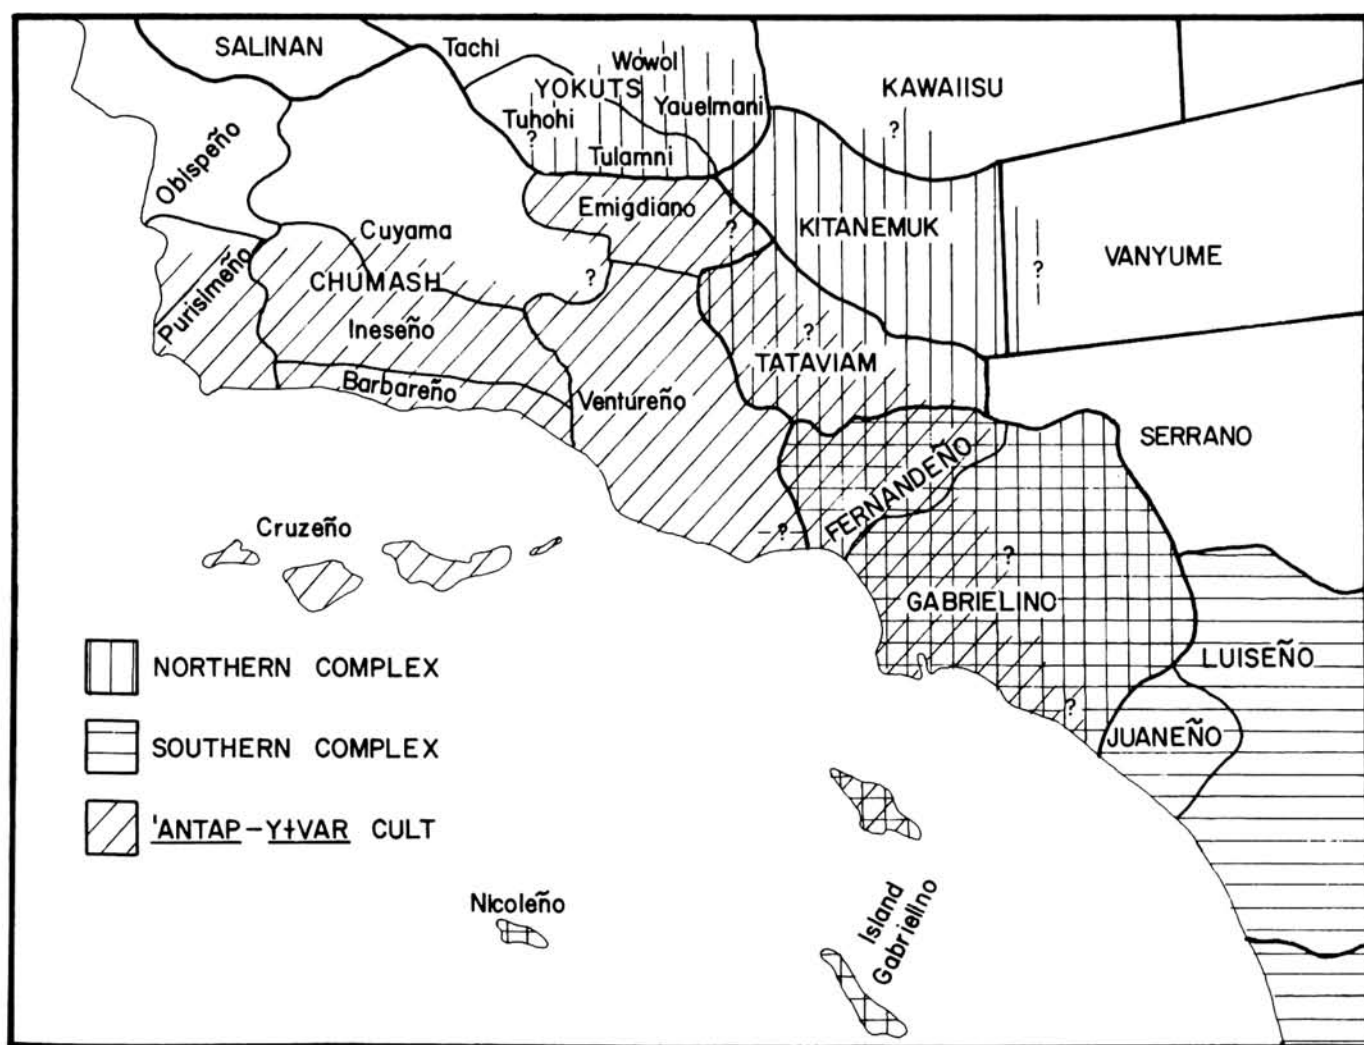 SALINAN
Tachi
Wowol
YOKUTS
Yauelmani
KAWAIISU
?
Tuhohi
?
Tulamni
Obispeño
Emigdiano
?
KITANEMUK
Cuyama
VANYUME
?
Purisimeño
CHUMASH
?
Ineseño
?
TATAVIAM
Barbareño
Ventureño
SERRANO
FERNANDEÑO
Cruzeño
?
?
GABRIELINO
LUISEÑO
NORTHERN COMPLEX
?
JUANEÑO
SOUTHERN COMPLEX
'ANTAP-YɨVAR CULT
Nicoleño
Island
Gabrielino